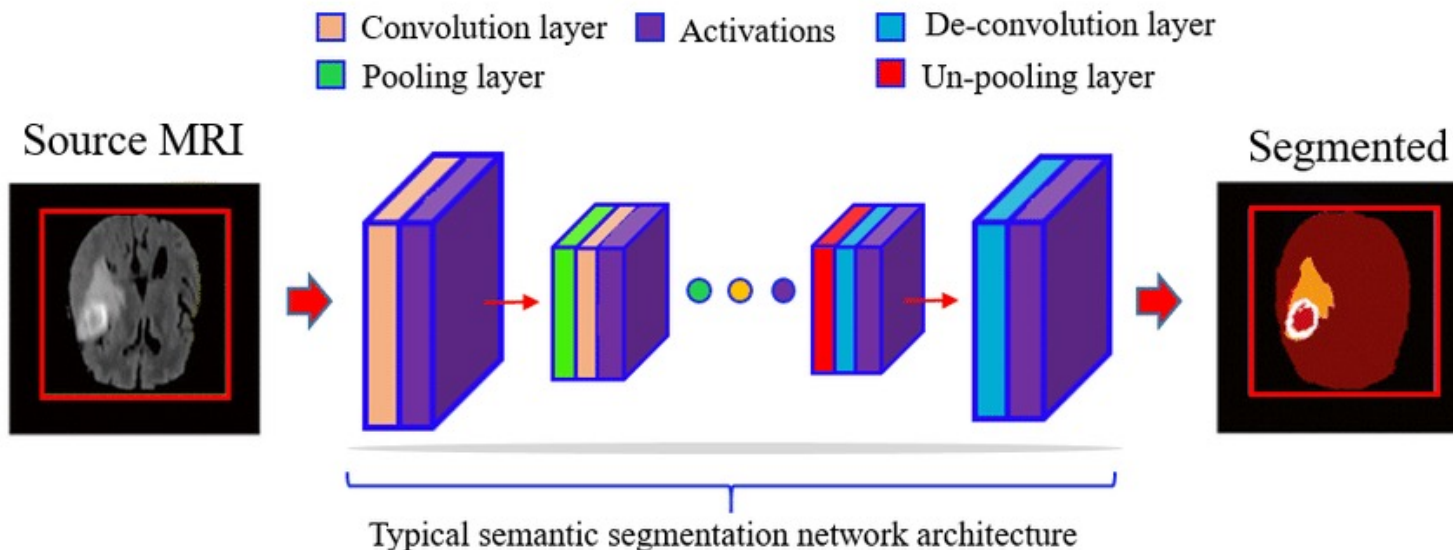 Convolution layer
Activations
De-convolution layer
Pooling layer
Un-pooling layer
Source MRI
Segmented
Typical semantic segmentation network architecture